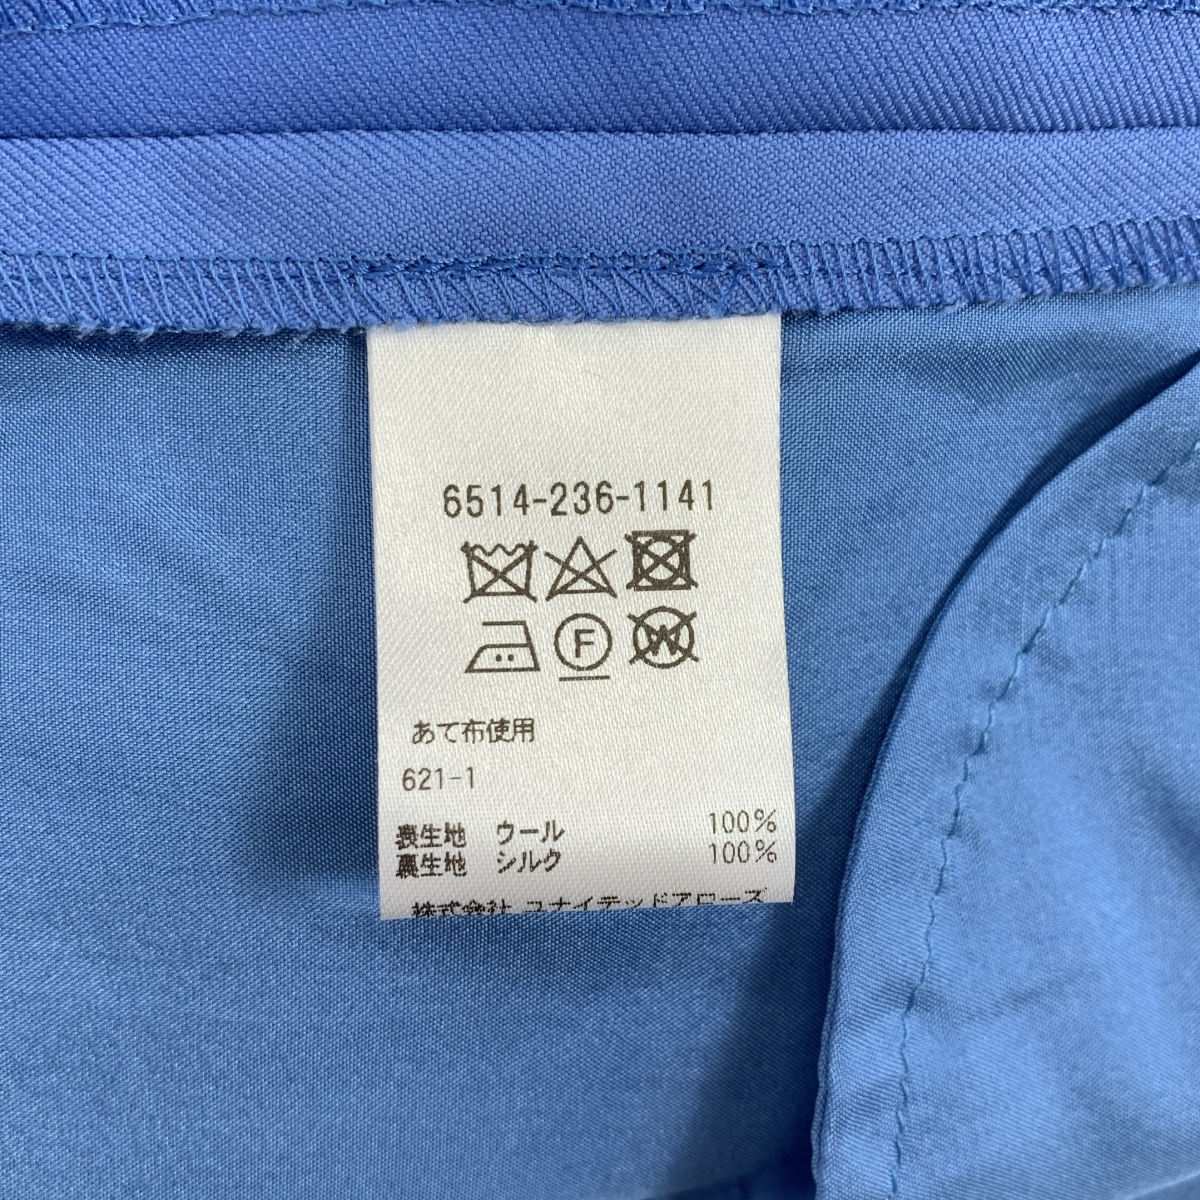 6514-236-1141
F
W
あて布使用
621-1
表生地 ウール 100%
裏生地 シルク 100%
株式会社 ユナイテッドアローズ